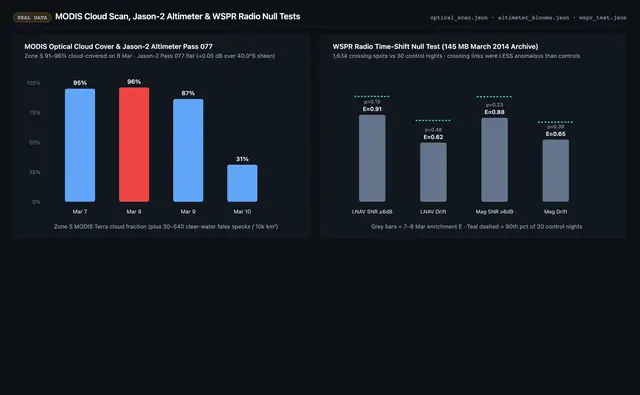 REAL DATA
MODIS Cloud Scan, Jason-2 Altimeter & WSPR Radio Null Tests
optical_scan.json · altimeter_blooms.json · wspr_test.json
MODIS Optical Cloud Cover & Jason-2 Altimeter Pass 077
Zone S 91–96% cloud-covered on 8 Mar · Jason-2 Pass 077 flat (+0.05 dB over 40.0°S sheen)
100%
75%
50%
25%
0%
95%
96%
87%
31%
Mar 7
Mar 8
Mar 9
Mar 10
Zone S MODIS Terra cloud fraction (plus 30–540 clear-water false specks / 10k km²)
WSPR Radio Time-Shift Null Test (145 MB March 2014 Archive)
1,634 crossing spots vs 30 control nights · crossing links were LESS anomalous than controls
p=0.19
E=0.91
p=0.48
E=0.62
p=0.23
E=0.88
p=0.39
E=0.65
LNAV SNR ≥6dB
LNAV Drift
Mag SNR ≥6dB
Mag Drift
Grey bars = 7–8 Mar enrichment E · Teal dashed = 90th pct of 30 control nights